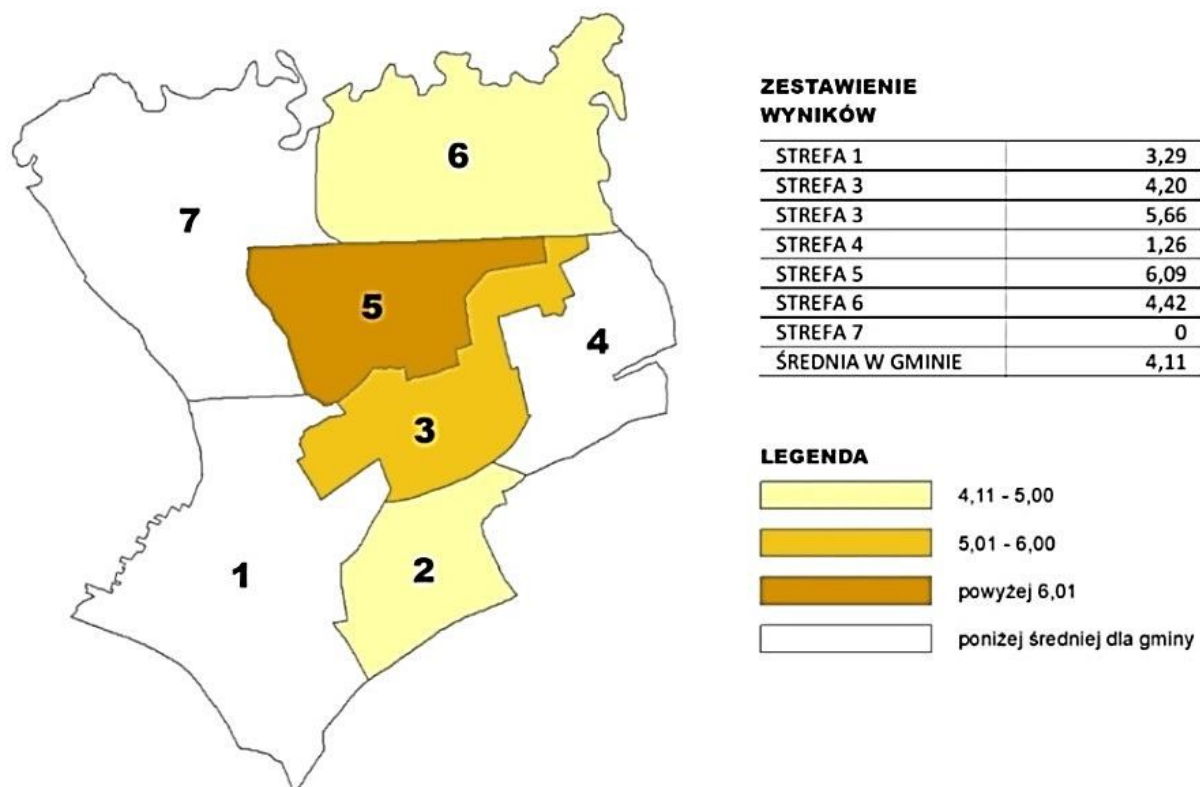 6
7
5
4
3
1
2
ZESTAWIENIE
WYNIKÓW
STREFA 1 3,29
STREFA 3 4,20
STREFA 3 5,66
STREFA 4 1,26
STREFA 5 6,09
STREFA 6 4,42
STREFA 7 0
ŚREDNIA W GMINIE 4,11
LEGENDA
4,11 - 5,00
5,01 - 6,00
powyżej 6,01
poniżej średniej dla gminy